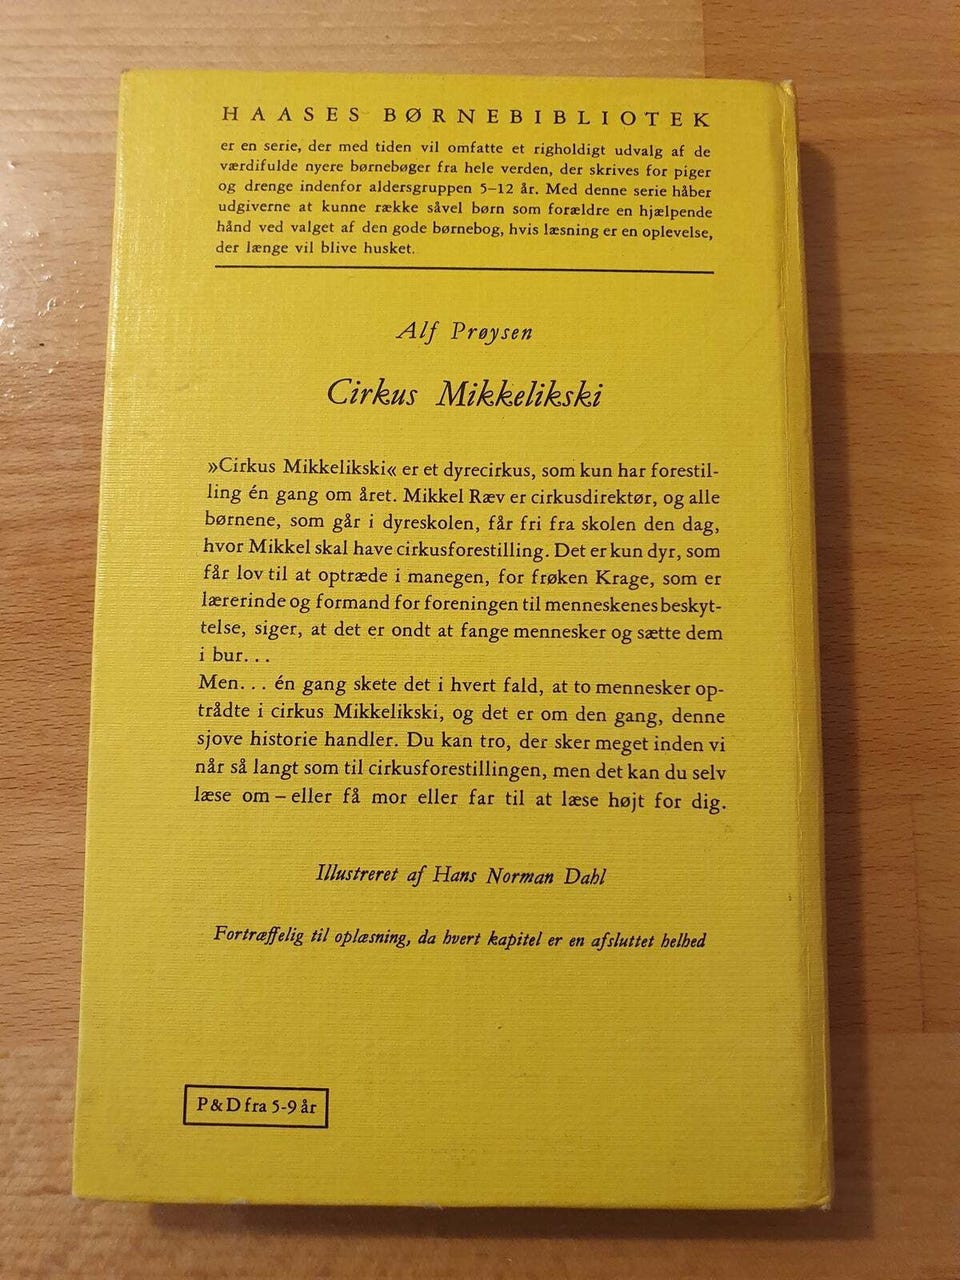 HAASES BØRNEBIBLIOTEK
er en serie, der med tiden vil omfatte et righoldigt udvalg af de
værdifulde nyere børnebøger fra hele verden, der skrives for piger
og drenge indenfor aldersgruppen 5–12 år. Med denne serie håber
udgiverne at kunne række såvel børn som forældre en hjælpende
hånd ved valget af den gode børnebog, hvis læsning er en oplevelse,
der længe vil blive husket.
Alf Prøysen
Cirkus Mikkelikski
»Cirkus Mikkelikski« er et dyrecirkus, som kun har forestil-
ling én gang om året. Mikkel Ræv er cirkusdirektør, og alle
børnene, som går i dyreskolen, får fri fra skolen den dag,
hvor Mikkel skal have cirkusforestilling. Det er kun dyr, som
får lov til at optræde i manegen, for frøken Krage, som er
lærerinde og formand for foreningen til menneskenes beskyt-
telse, siger, at det er ondt at fange mennesker og sætte dem
i bur...
Men... én gang skete det i hvert fald, at to mennesker op-
trådte i cirkus Mikkelikski, og det er om den gang, denne
sjove historie handler. Du kan tro, der sker meget inden vi
når så langt som til cirkusforestillingen, men det kan du selv
læse om – eller få mor eller far til at læse højt for dig.
Illustreret af Hans Norman Dahl
Fortræffelig til oplæsning, da hvert kapitel er en afsluttet helhed
P & D fra 5-9 år